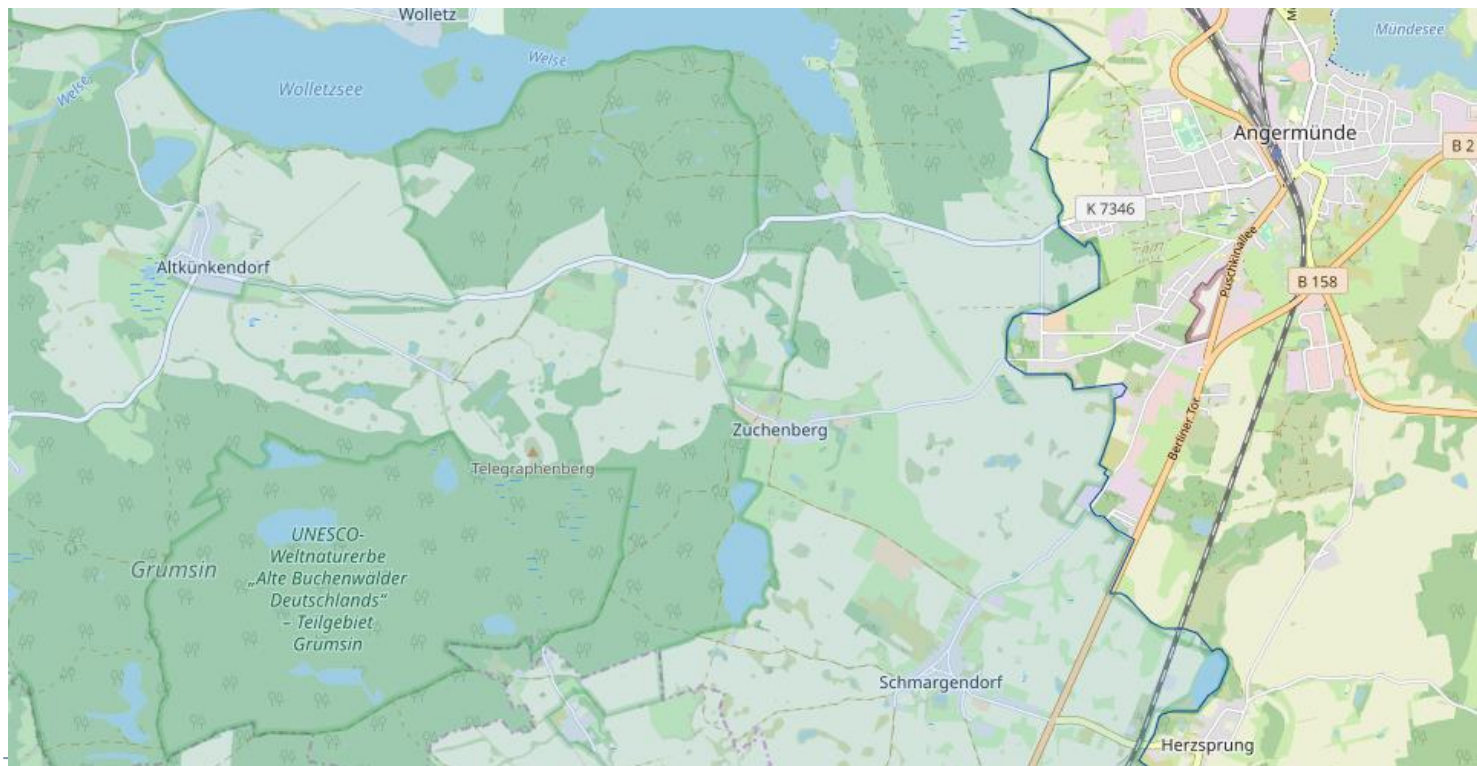 Wolletz
Mündesee
Welse
Welse
Wolletzsee
Angermünde
B 2
K 7346
Altkünkendorf
Puschkinallee
B 158
Zuchenberg
Berliner Tor
Telegraphenberg
UNESCO-
Weltnaturerbe
„Alte Buchenwälder
Deutschlands“
– Teilgebiet
Grumsin
Grumsin
Schmargendorf
Herzsprung